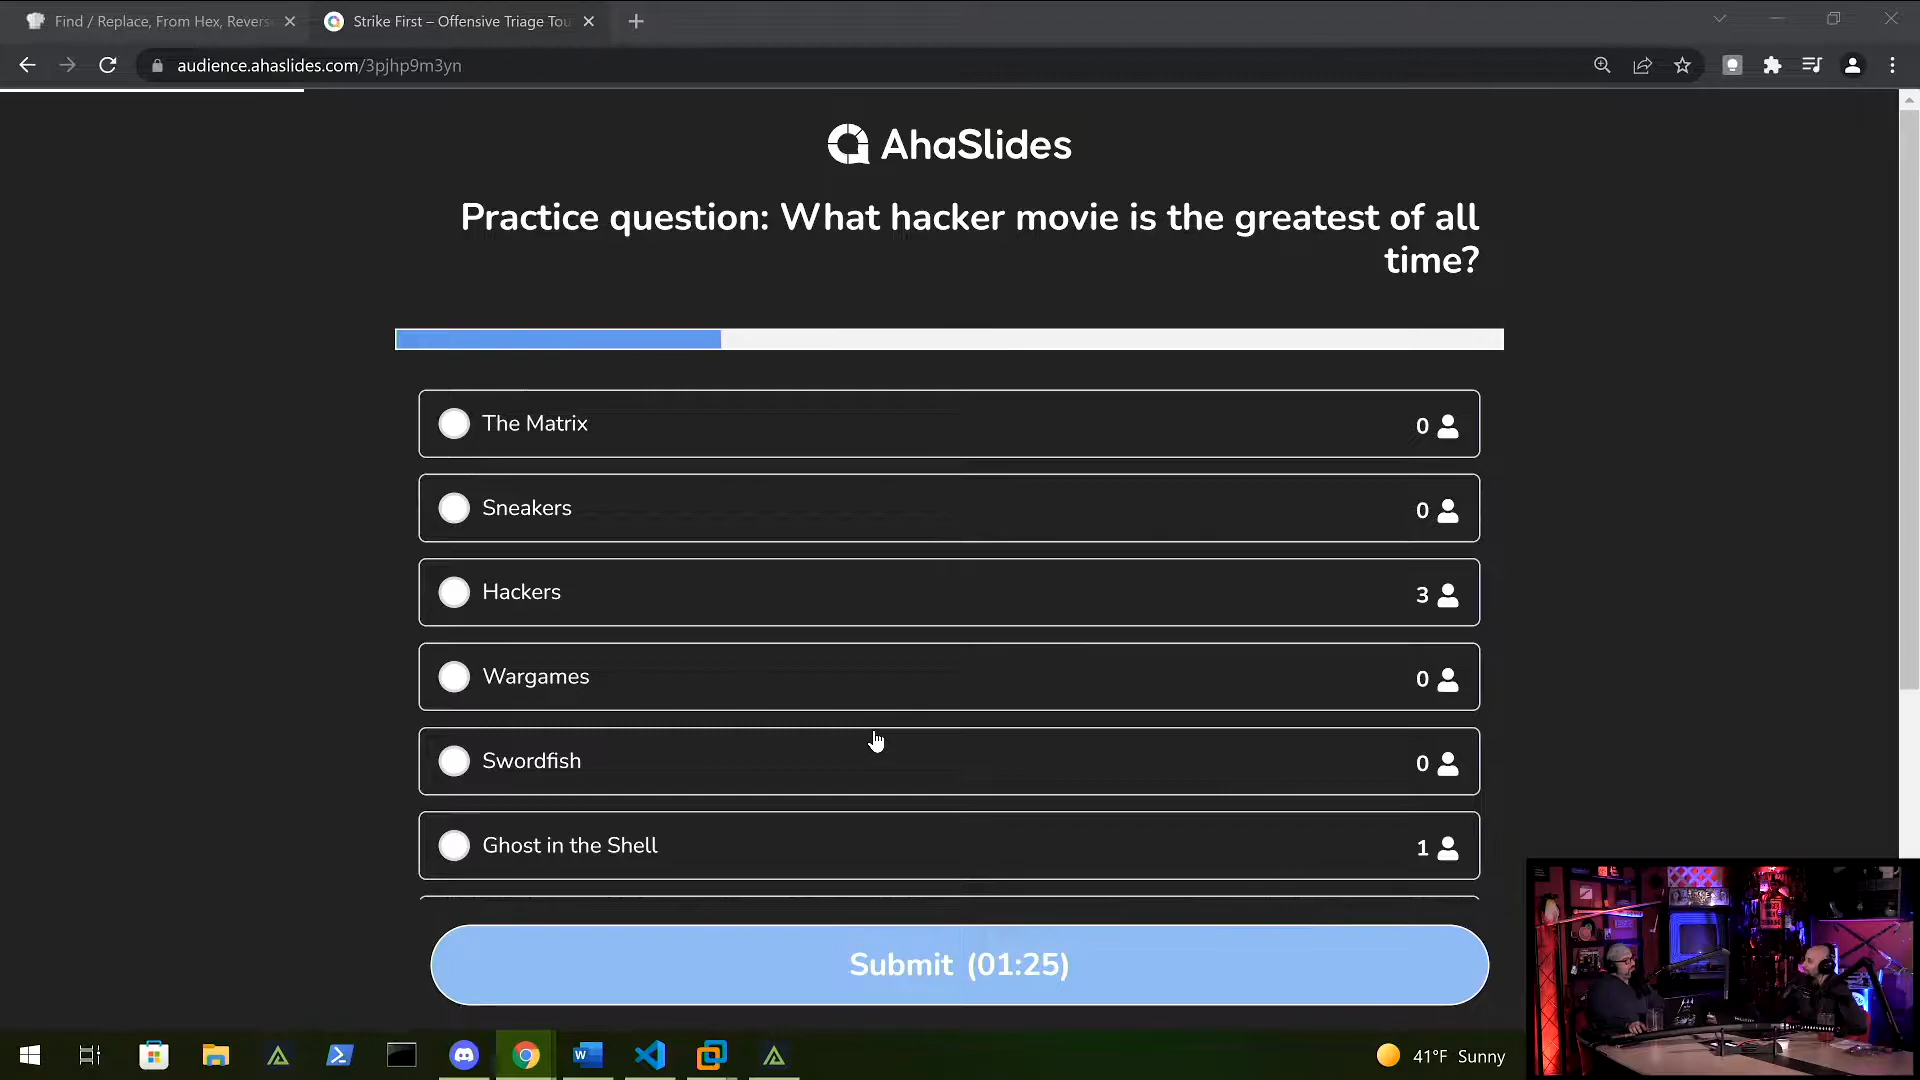 Find / Replace, From Hex, Revers
Strike First – Offensive Triage Tou
audience.ahaslides.com/3pjhp9m3yn
AhaSlides
Practice question: What hacker movie is the greatest of all
time?
The Matrix
0
Sneakers
0
Hackers
3
Wargames
0
Swordfish
0
Ghost in the Shell
1
Submit (01:25)
41°F Sunny